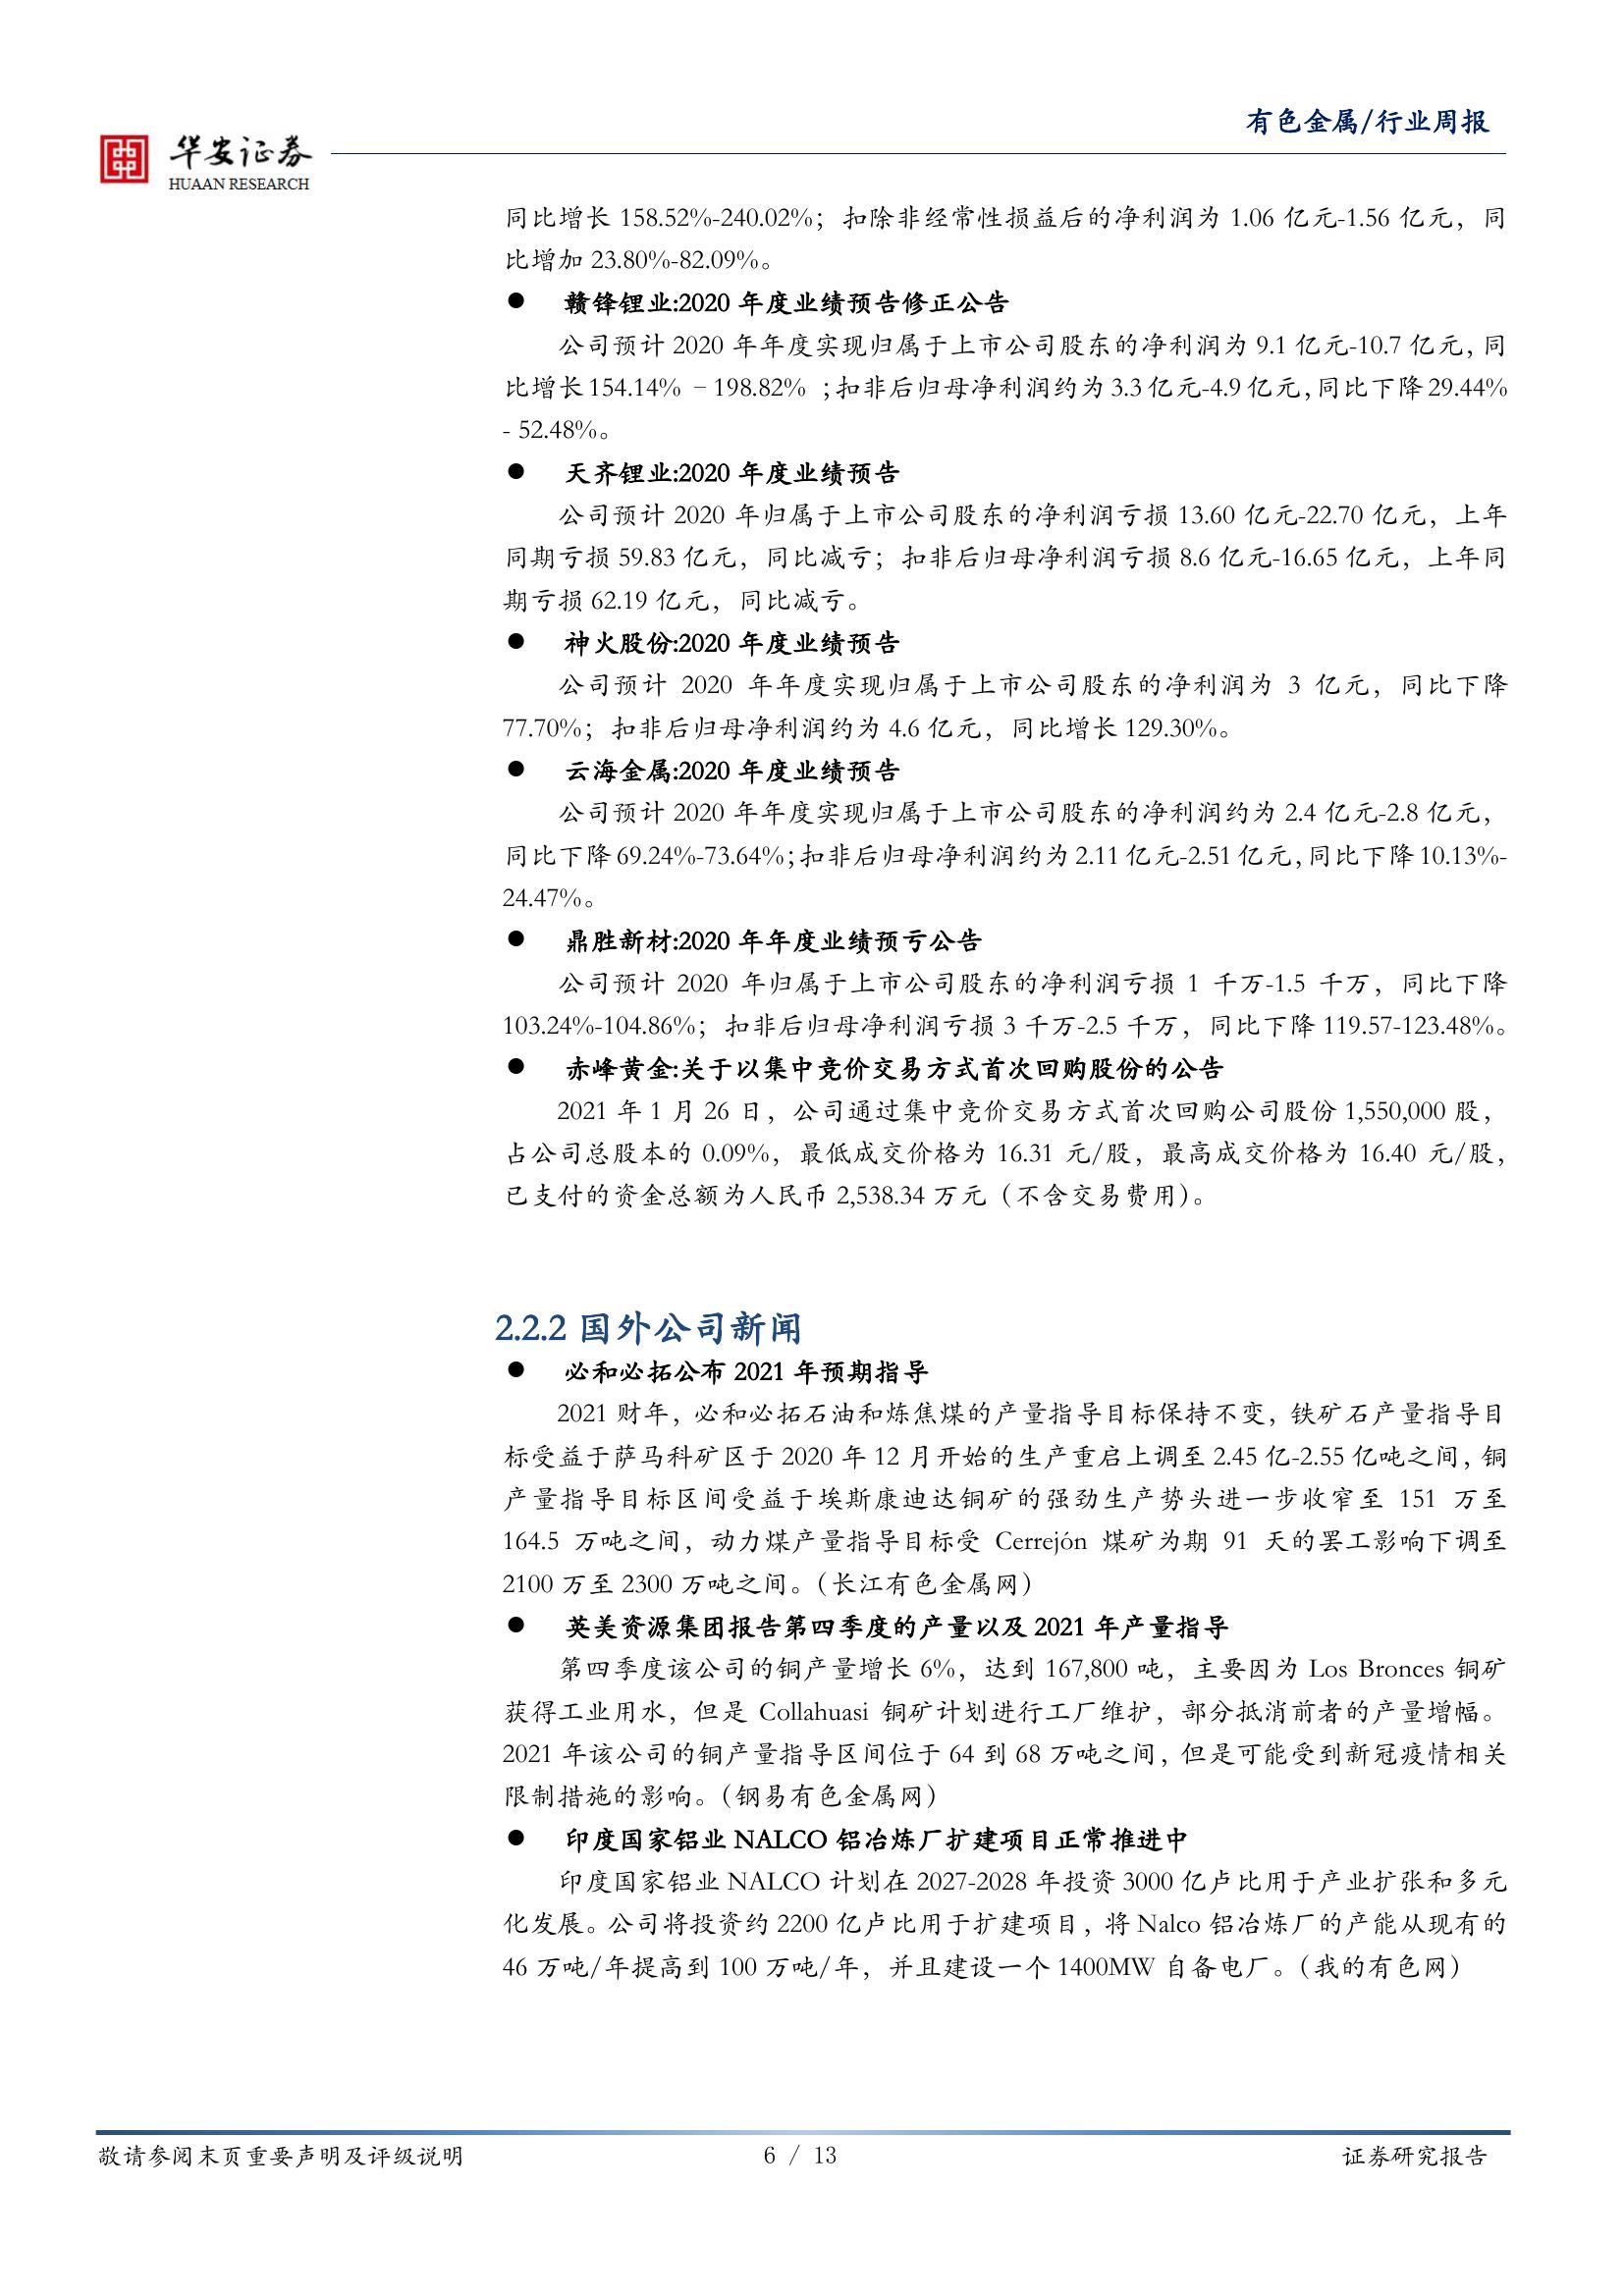 有色金属/行业周报
华安证券
HUAAN RESEARCH
同比增长 158.52%-240.02%；扣除非经常性损益后的净利润为 1.06 亿元-1.56 亿元，同
比增加 23.80%-82.09%。
● 赣锋锂业:2020 年度业绩预告修正公告
公司预计 2020 年年度实现归属于上市公司股东的净利润为 9.1 亿元-10.7 亿元，同
比增长 154.14% – 198.82% ；扣非后归母净利润约为 3.3 亿元-4.9 亿元，同比下降 29.44%
- 52.48%。
● 天齐锂业:2020 年度业绩预告
公司预计 2020 年归属于上市公司股东的净利润亏损 13.60 亿元-22.70 亿元，上年
同期亏损 59.83 亿元，同比减亏；扣非后归母净利润亏损 8.6 亿元-16.65 亿元，上年同
期亏损 62.19 亿元，同比减亏。
● 神火股份:2020 年度业绩预告
公司预计 2020 年年度实现归属于上市公司股东的净利润为 3 亿元，同比下降
77.70%；扣非后归母净利润约为 4.6 亿元，同比增长 129.30%。
● 云海金属:2020 年度业绩预告
公司预计 2020 年年度实现归属于上市公司股东的净利润约为 2.4 亿元-2.8 亿元，
同比下降 69.24%-73.64%；扣非后归母净利润约为 2.11 亿元-2.51 亿元，同比下降 10.13%-
24.47%。
● 鼎胜新材:2020 年年度业绩预亏公告
公司预计 2020 年归属于上市公司股东的净利润亏损 1 千万-1.5 千万，同比下降
103.24%-104.86%；扣非后归母净利润亏损 3 千万-2.5 千万，同比下降 119.57-123.48%。
● 赤峰黄金:关于以集中竞价交易方式首次回购股份的公告
2021 年 1 月 26 日，公司通过集中竞价交易方式首次回购公司股份 1,550,000 股，
占公司总股本的 0.09%，最低成交价格为 16.31 元/股，最高成交价格为 16.40 元/股，
已支付的资金总额为人民币 2,538.34 万元（不含交易费用）。
2.2.2 国外公司新闻
● 必和必拓公布 2021 年预期指导
2021 财年，必和必拓石油和炼焦煤的产量指导目标保持不变，铁矿石产量指导目
标受益于萨马科矿区于 2020 年 12 月开始的生产重启上调至 2.45 亿-2.55 亿吨之间，铜
产量指导目标区间受益于埃斯康迪达铜矿的强劲生产势头进一步收窄至 151 万至
164.5 万吨之间，动力煤产量指导目标受 Cerrejón 煤矿为期 91 天的罢工影响下调至
2100 万至 2300 万吨之间。（长江有色金属网）
● 英美资源集团报告第四季度的产量以及 2021 年产量指导
第四季度该公司的铜产量增长 6%，达到 167,800 吨，主要因为 Los Bronces 铜矿
获得工业用水，但是 Collahuasi 铜矿计划进行工厂维护，部分抵消前者的产量增幅。
2021 年该公司的铜产量指导区间位于 64 到 68 万吨之间，但是可能受到新冠疫情相关
限制措施的影响。（钢易有色金属网）
● 印度国家铝业 NALCO 铝冶炼厂扩建项目正常推进中
印度国家铝业 NALCO 计划在 2027-2028 年投资 3000 亿卢比用于产业扩张和多元
化发展。公司将投资约 2200 亿卢比用于扩建项目，将 Nalco 铝冶炼厂的产能从现有的
46 万吨/年提高到 100 万吨/年，并且建设一个 1400MW 自备电厂。（我的有色网）
敬请参阅末页重要声明及评级说明
6 / 13
证券研究报告